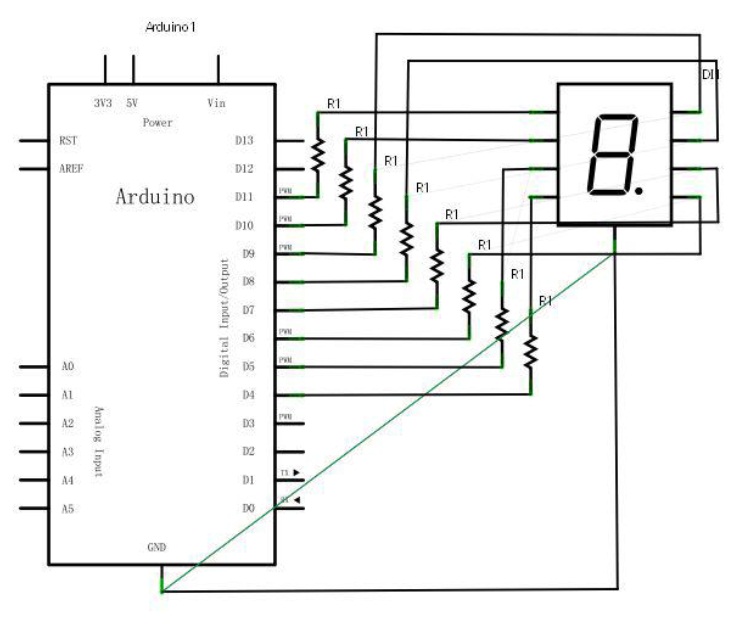 Arduino1
3V3 5V Vin
Power
RST
AREF
Arduino
D13
D12
D11 PWM
D10 PWM
D9 PWM
D8
D7
D6 PWM
D5 PWM
D4
D3 PWM
D2
D1 TX
D0
Digital Input/Output
A0
A1
A2
A3
A4
A5
Analog Input
GND
R1
R1
R1
R1
R1
R1
R1
R1
8.